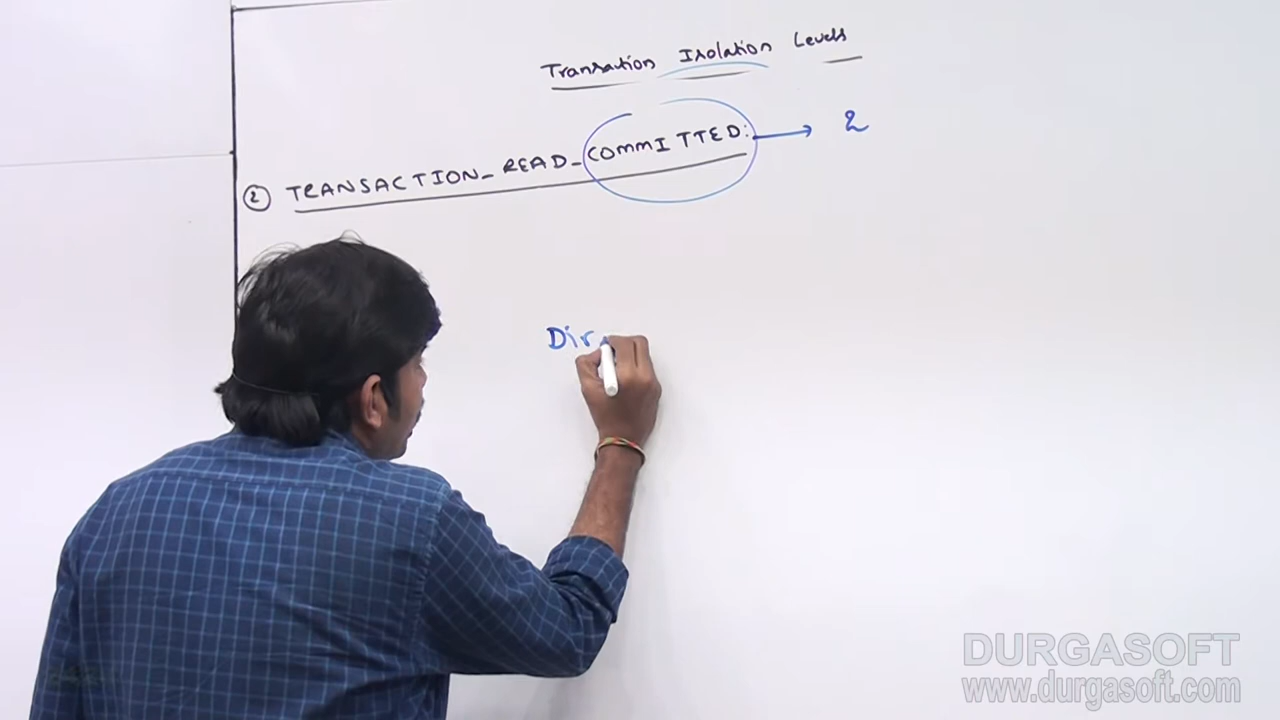 Transaction Isolation Levels
② TRANSACTION_READ_COMMITTED: → 2
Dir
DURGASOFT
www.durgasoft.com